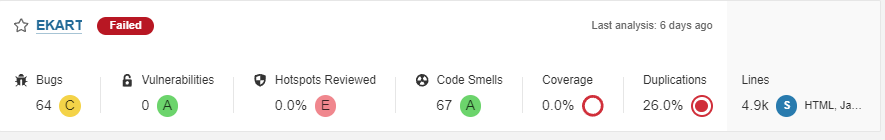 EKART Failed Last analysis: 6 days ago
Bugs Vulnerabilities Hotspots Reviewed Code Smells Coverage Duplications Lines
64 C 0 A 0.0% E 67 A 0.0% 26.0% 4.9k S HTML, Ja...